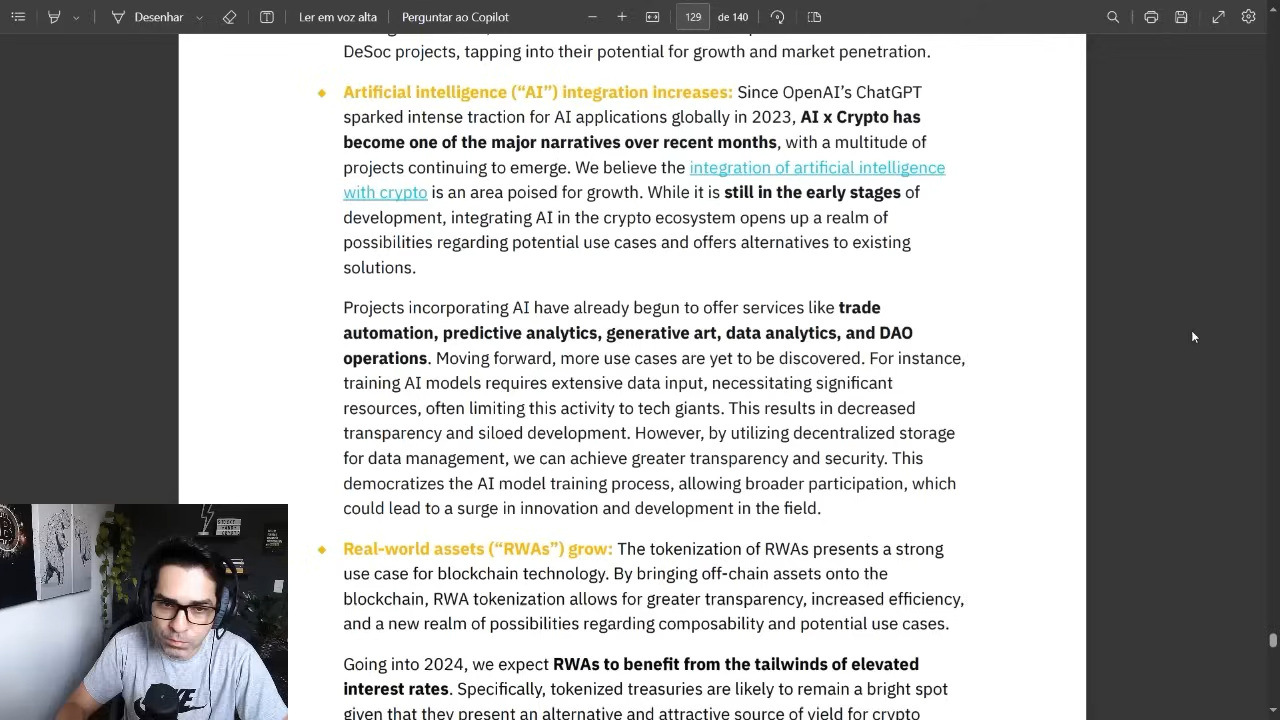 Desenhar
Ler em voz alta
Perguntar ao Copilot
129
de 140
DeSoc projects, tapping into their potential for growth and market penetration.
Artificial intelligence (“AI”) integration increases: Since OpenAI’s ChatGPT
sparked intense traction for AI applications globally in 2023, AI x Crypto has
become one of the major narratives over recent months, with a multitude of
projects continuing to emerge. We believe the integration of artificial intelligence
with crypto is an area poised for growth. While it is still in the early stages of
development, integrating AI in the crypto ecosystem opens up a realm of
possibilities regarding potential use cases and offers alternatives to existing
solutions.
Projects incorporating AI have already begun to offer services like trade
automation, predictive analytics, generative art, data analytics, and DAO
operations. Moving forward, more use cases are yet to be discovered. For instance,
training AI models requires extensive data input, necessitating significant
resources, often limiting this activity to tech giants. This results in decreased
transparency and siloed development. However, by utilizing decentralized storage
for data management, we can achieve greater transparency and security. This
democratizes the AI model training process, allowing broader participation, which
could lead to a surge in innovation and development in the field.
Real-world assets (“RWAs”) grow: The tokenization of RWAs presents a strong
use case for blockchain technology. By bringing off-chain assets onto the
blockchain, RWA tokenization allows for greater transparency, increased efficiency,
and a new realm of possibilities regarding composability and potential use cases.
Going into 2024, we expect RWAs to benefit from the tailwinds of elevated
interest rates. Specifically, tokenized treasuries are likely to remain a bright spot
given that they present an alternative and attractive source of yield for crypto